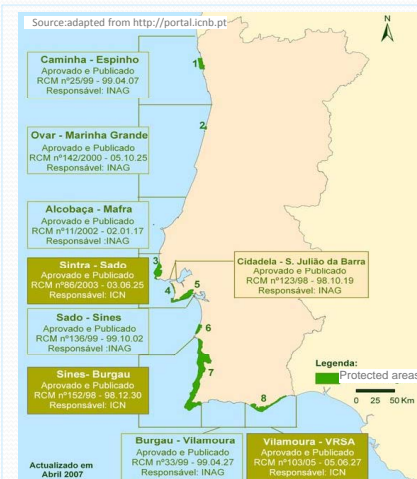 Source:adapted from http://portal.icnb.pt
N
Caminha - Espinho
Aprovado e Publicado
RCM nº25/99 - 99.04.07
Responsável: INAG
1
Ovar - Marinha Grande
Aprovado e Publicado
RCM nº142/2000 - 05.10.25
Responsável: INAG
2
Alcobaça - Mafra
Aprovado e Publicado
RCM nº11/2002 - 02.01.17
Responsável :INAG
Sintra - Sado
Aprovado e Publicado
RCM nº86/2003 - 03.06.25
Responsável: ICN
3
4
5
Cidadela - S. Julião da Barra
Aprovado e Publicado
RCM nº123/98 - 98.10.19
Responsável: INAG
Sado - Sines
Aprovado e Publicado
RCM nº136/99 - 99.10.02
Responsável :INAG
6
Sines- Burgau
Aprovado e Publicado
RCM nº152/98 - 98.12.30
Responsável: ICN
7
8
Legenda:
Protected areas
0 25 50 Km
Burgau - Vilamoura
Aprovado e Publicado
RCM nº33/99 - 99.04.27
Responsável: INAG
Vilamoura - VRSA
Aprovado e Publicado
RCM nº103/05 - 05.06.27
Responsável: ICN
Actualizado em
Abril 2007